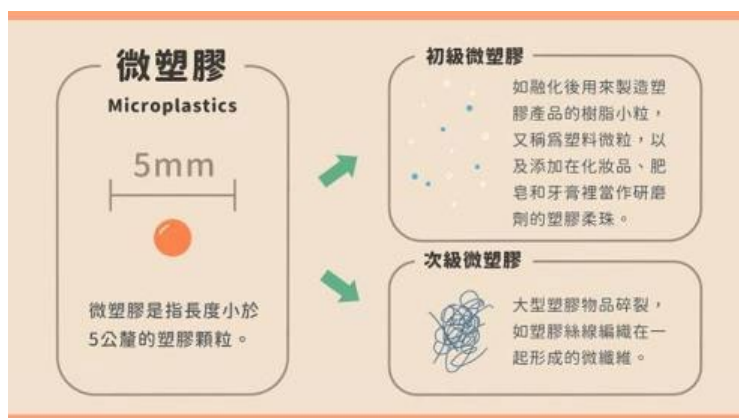 微塑膠
Microplastics
5mm
微塑膠是指長度小於
5公釐的塑膠顆粒。
初級微塑膠
如融化後用來製造塑
膠產品的樹脂小粒，
又稱爲塑料微粒，以
及添加在化妝品、肥
皂和牙膏裡當作研磨
劑的塑膠柔珠。
次級微塑膠
大型塑膠物品碎裂，
如塑膠絲線編織在一
起形成的微纖維。